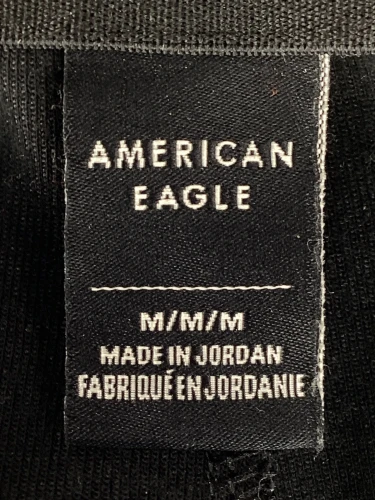 AMERICAN
EAGLE
M/M/M
MADE IN JORDAN
FABRIQUÉ EN JORDANIE